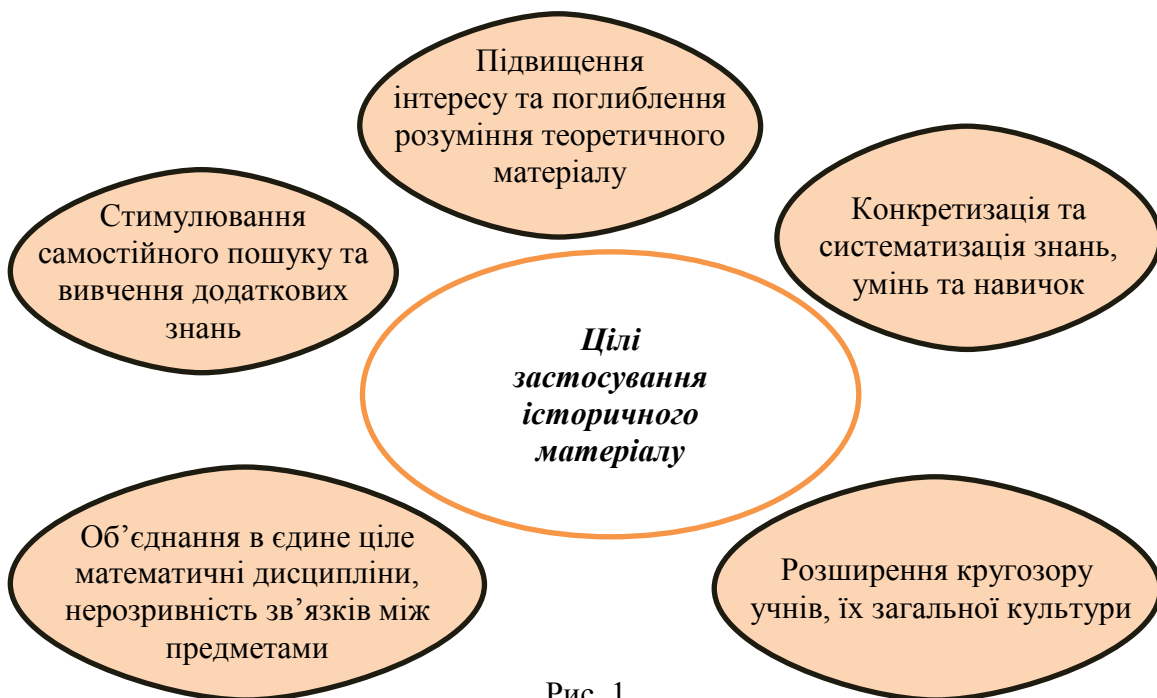 Підвищення
інтересу та поглиблення
розуміння теоретичного
матеріалу
Стимулювання
самостійного пошуку та
вивчення додаткових
знань
Конкретизація та
систематизація знань,
умінь та навичок
Цілі
застосування
історичного
матеріалу
Об’єднання в єдине ціле
математичні дисципліни,
нерозривність зв’язків між
предметами
Розширення кругозору
учнів, їх загальної культури
Рис. 1